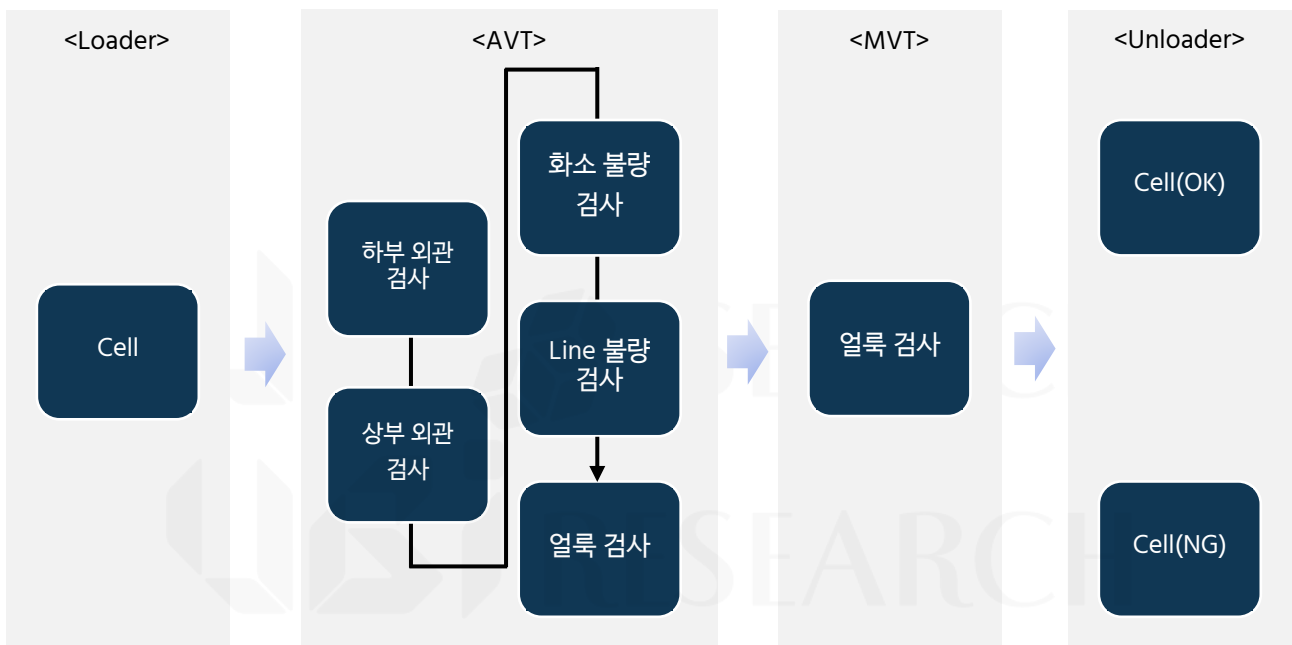 <Loader>
Cell
<AVT>
하부 외관
검사
상부 외관
검사
화소 불량
검사
Line 불량
검사
얼룩 검사
<MVT>
얼룩 검사
<Unloader>
Cell(OK)
Cell(NG)
RESEARCH